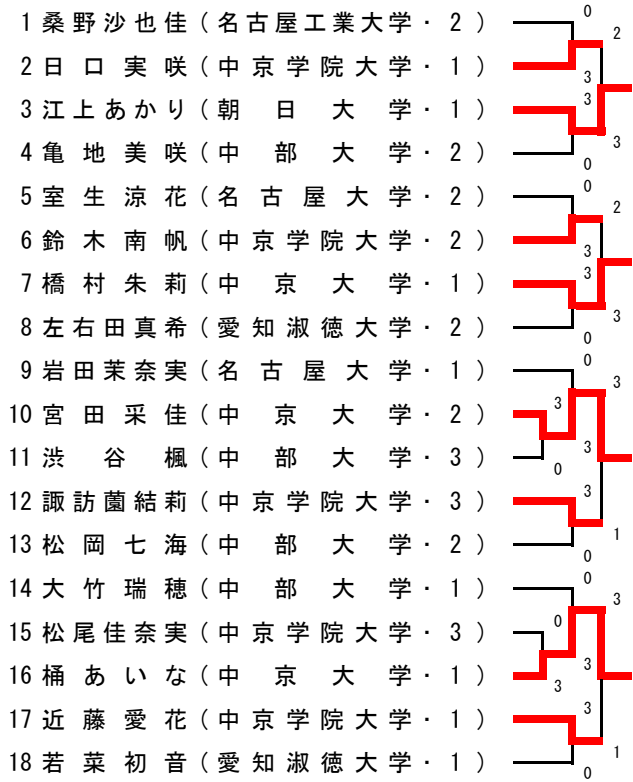 0
1 桑野沙也佳(名古屋工業大学・2)
2
2 日口実咲(中京学院大学・1)
3
3
3 江上あかり(朝日大学・1)
3
4 亀地美咲(中部大学・2)
0
0
5 室生涼花(名古屋大学・2)
2
6 鈴木南帆(中京学院大学・2)
3
3
7 橋村朱莉(中京大学・1)
3
8 左右田真希(愛知淑徳大学・2)
0
0
9 岩田茉奈実(名古屋大学・1)
3
3
10 宮田采佳(中京大学・2)
3
11 渋谷楓(中部大学・3)
0
3
12 諏訪薗結莉(中京学院大学・3)
1
13 松岡七海(中部大学・2)
0
0
14 大竹瑞穂(中部大学・1)
3
0
15 松尾佳奈実(中京学院大学・3)
3
16 桶あいな(中京大学・1)
3
3
17 近藤愛花(中京学院大学・1)
1
18 若菜初音(愛知淑徳大学・1)
0